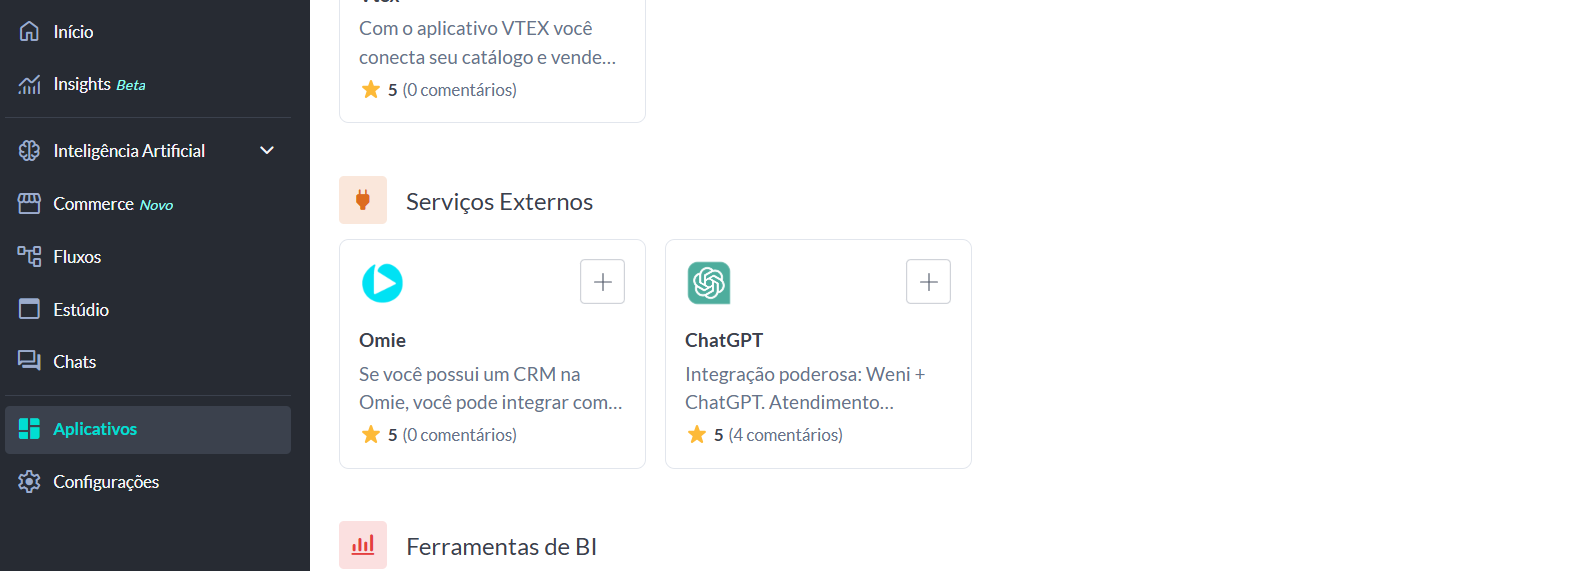 Início
Insights Beta
Inteligência Artificial
Commerce Novo
Fluxos
Estúdio
Chats
Aplicativos
Configurações
Vtex
Com o aplicativo VTEX você
conecta seu catálogo e vende...
5 (0 comentários)
Serviços Externos
Omie
Se você possui um CRM na
Omie, você pode integrar com...
5 (0 comentários)
ChatGPT
Integração poderosa: Weni +
ChatGPT. Atendimento...
5 (4 comentários)
Ferramentas de BI